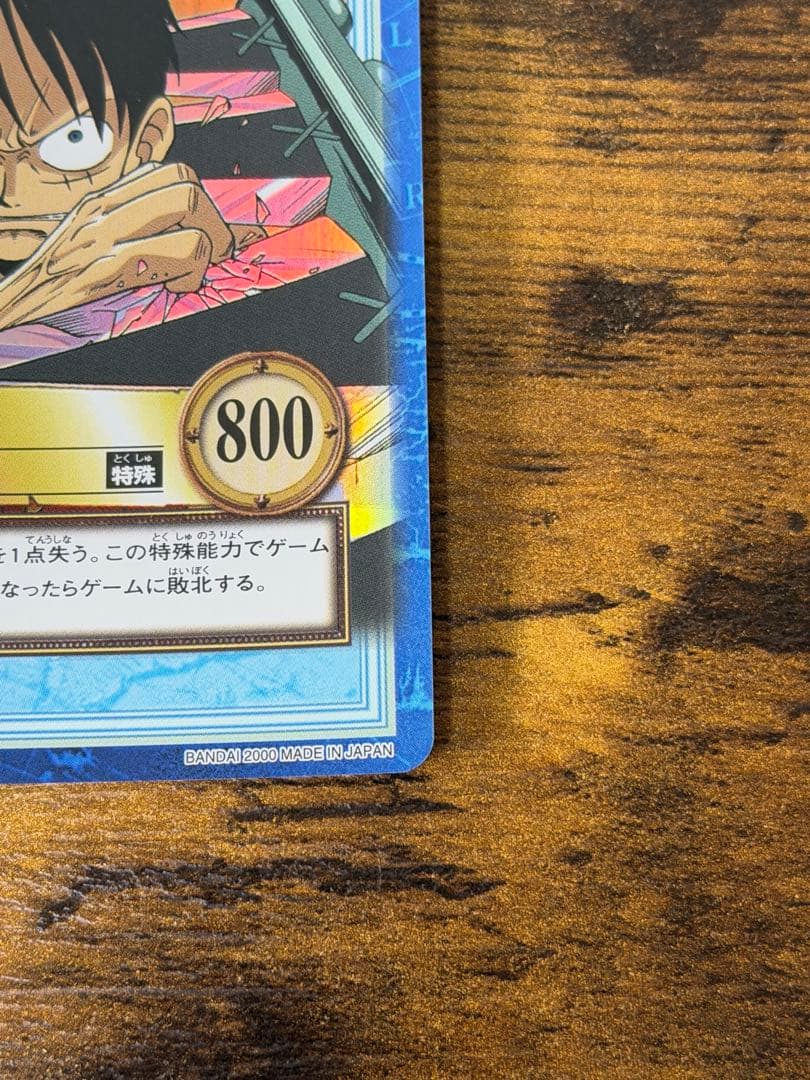 L
R
800
とくしゅ
特殊
てんうしな
とくしゅのうりょく
を1点失う。この特殊能力でゲーム
はいぼく
なったらゲームに敗北する。
BANDAI 2000 MADE IN JAPAN